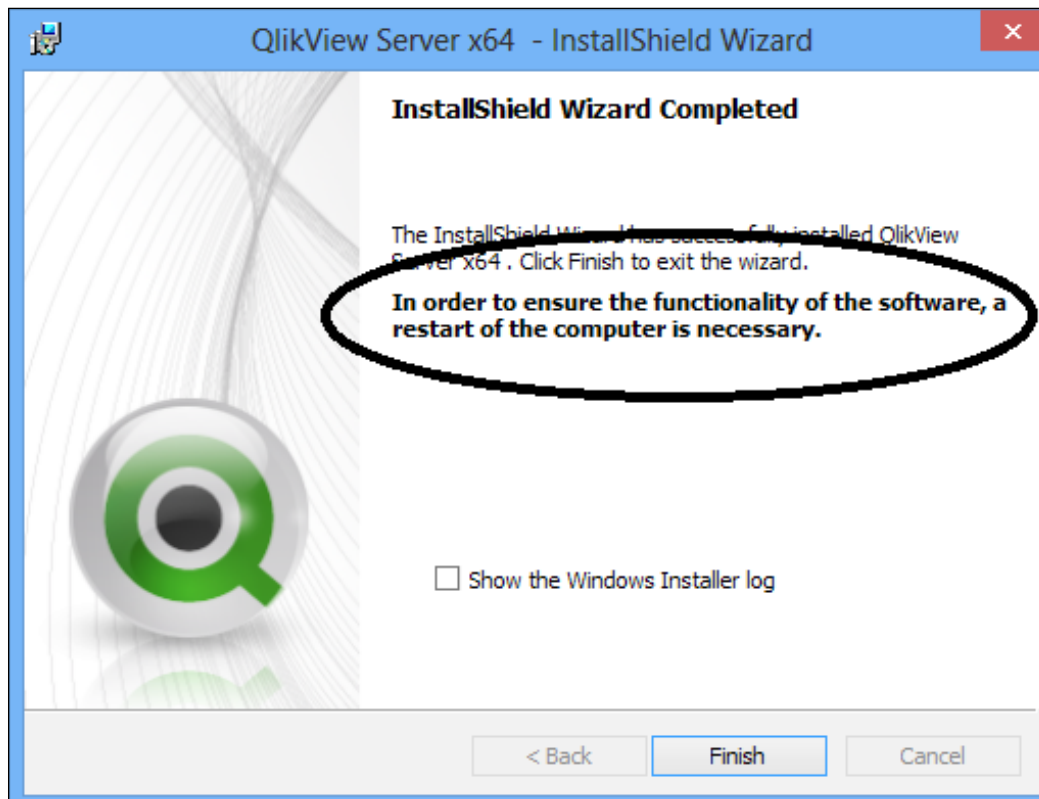 QlikView Server x64 - InstallShield Wizard
InstallShield Wizard Completed
The InstallShield Wizard has successfully installed QlikView
Server x64 . Click Finish to exit the wizard.
In order to ensure the functionality of the software, a
restart of the computer is necessary.
Show the Windows Installer log
< Back Finish Cancel